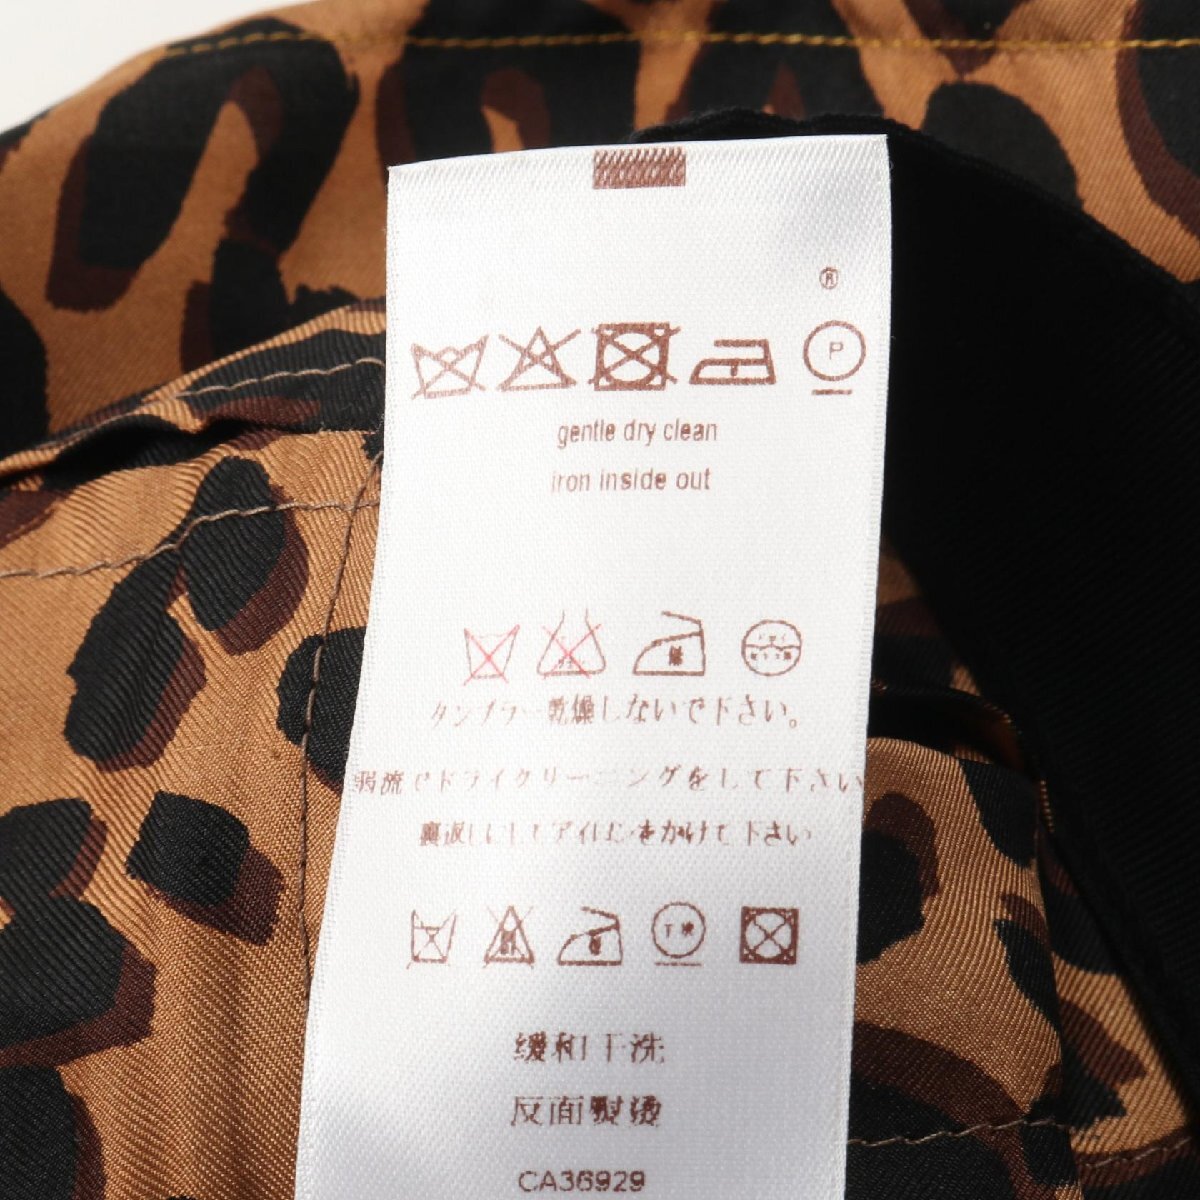 ®
P
gentle dry clean
iron inside out
タンブラー乾燥しないで下さい。
弱流でドライクリーニングをして下さい
裏返しにしてアイロンをかけて下さい
缓和干洗
反面熨烫
CA36929